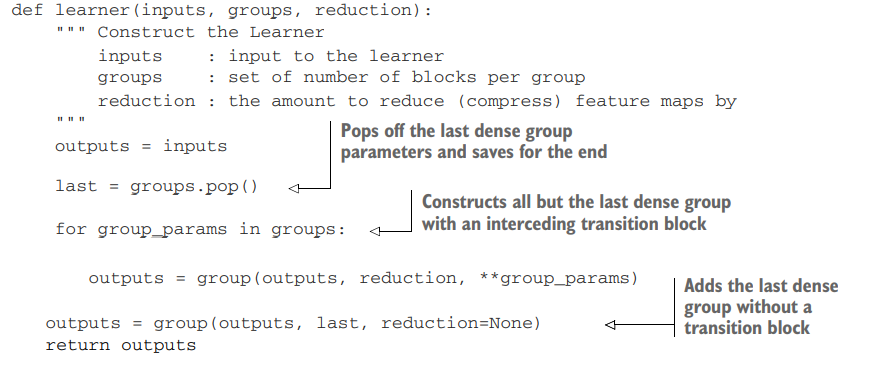 def learner(inputs, groups, reduction):
""" Construct the Learner
inputs : input to the learner
groups : set of number of blocks per group
reduction : the amount to reduce (compress) feature maps by
"""
Pops off the last dense group
parameters and saves for the end
outputs = inputs
last = groups.pop()
Constructs all but the last dense group
with an interceding transition block
for group_params in groups:
outputs = group(outputs, reduction, **group_params)
Adds the last dense
group without a
transition block
outputs = group(outputs, last, reduction=None)
return outputs